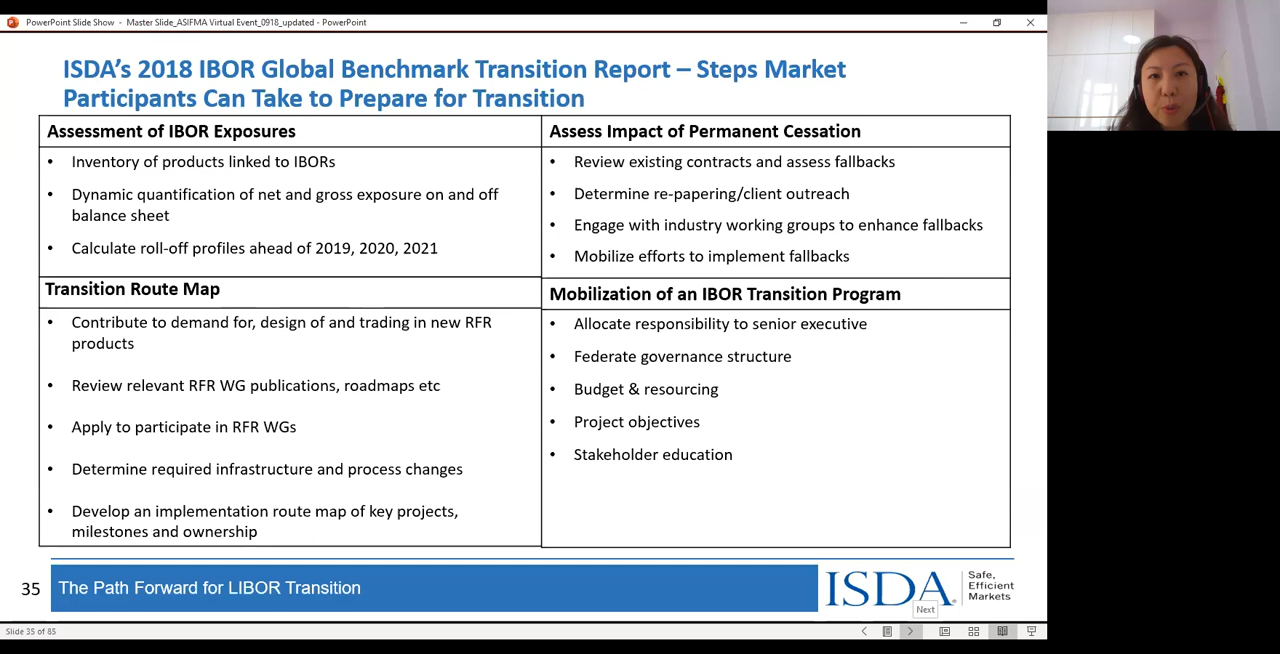 PowerPoint Slide Show - Master Slide_ASIFMA Virtual Event_0918_updated - PowerPoint
ISDA's 2018 IBOR Global Benchmark Transition Report – Steps Market
Participants Can Take to Prepare for Transition
Assessment of IBOR Exposures
• Inventory of products linked to IBORs
• Dynamic quantification of net and gross exposure on and off
balance sheet
• Calculate roll-off profiles ahead of 2019, 2020, 2021
Assess Impact of Permanent Cessation
• Review existing contracts and assess fallbacks
• Determine re-papering/client outreach
• Engage with industry working groups to enhance fallbacks
• Mobilize efforts to implement fallbacks
Transition Route Map
• Contribute to demand for, design of and trading in new RFR
products
• Review relevant RFR WG publications, roadmaps etc
• Apply to participate in RFR WGs
• Determine required infrastructure and process changes
• Develop an implementation route map of key projects,
milestones and ownership
Mobilization of an IBOR Transition Program
• Allocate responsibility to senior executive
• Federate governance structure
• Budget & resourcing
• Project objectives
• Stakeholder education
35
The Path Forward for LIBOR Transition
ISDA®
Safe,
Efficient
Markets
Next
Slide 35 of 85